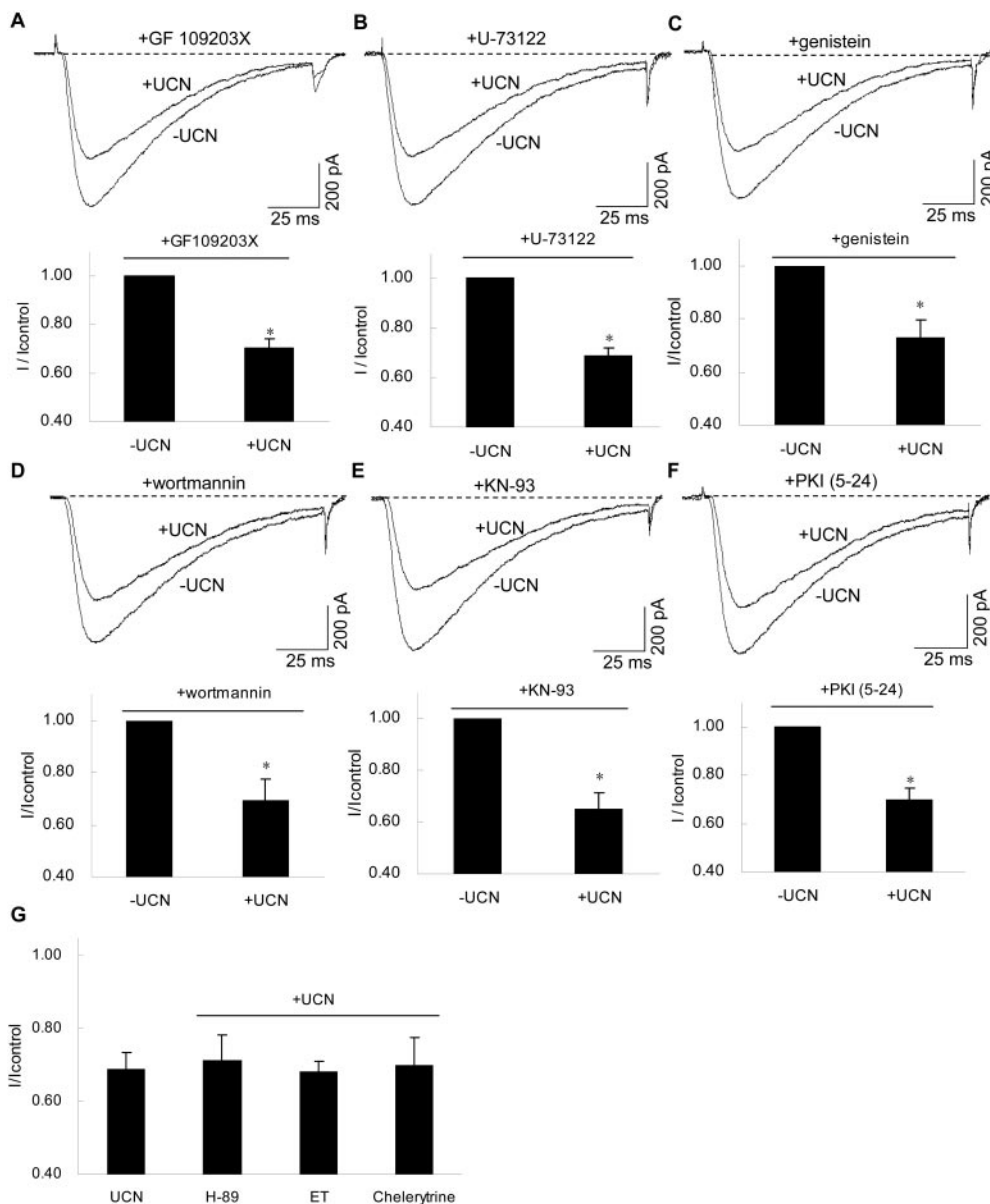 A
+GF 109203X
+UCN
-UCN
200 pA
25 ms
+GF109203X
I / Icontrol
1.00
0.80
0.60
0.40
*
-UCN
+UCN
B
+U-73122
+UCN
-UCN
200 pA
25 ms
+U-73122
I / Icontrol
1.00
0.80
0.60
0.40
*
-UCN
+UCN
C
+genistein
+UCN
-UCN
200 pA
25 ms
+genistein
I/Icontrol
1.00
0.80
0.60
0.40
*
-UCN
+UCN
D
+wortmannin
+UCN
-UCN
200 pA
25 ms
+wortmannin
I/Icontrol
1.00
0.80
0.60
0.40
*
-UCN
+UCN
E
+KN-93
+UCN
-UCN
200 pA
25 ms
+KN-93
I/Icontrol
1.00
0.80
0.60
0.40
*
-UCN
+UCN
F
+PKI (5-24)
+UCN
-UCN
200 pA
25 ms
+PKI (5-24)
I / Icontrol
1.00
0.80
0.60
0.40
*
-UCN
+UCN
G
I/Icontrol
1.00
0.80
0.60
0.40
+UCN
UCN
H-89
ET
Chelerytrine